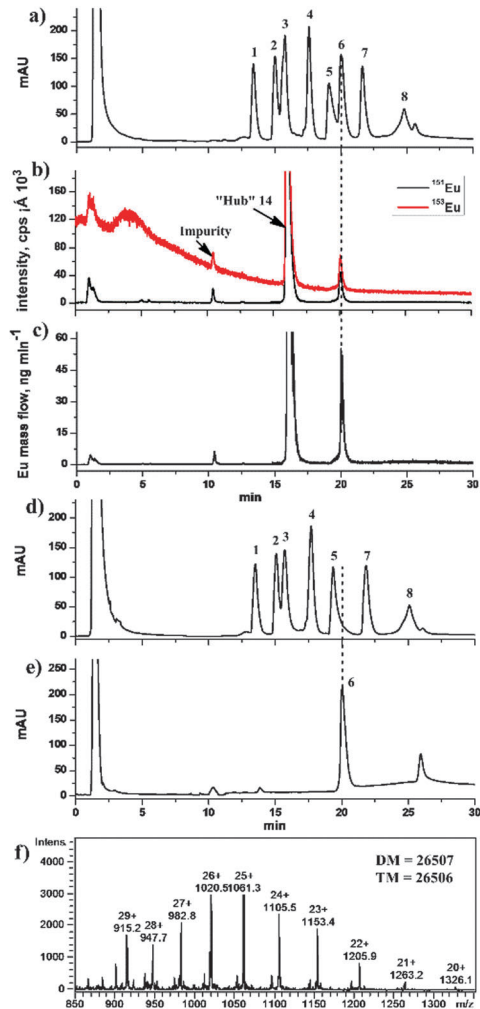 a)
200
150
100
50
0
mAU
1 2 3 4 5 6 7 8
b)
160
120
80
40
0
intensity, cps ¡Å 10³
"Hub" 14
Impurity
¹⁵¹Eu
¹⁵³Eu
c)
60
45
30
15
0
Eu mass flow, ng mln⁻¹
0 5 10 15 20 25 30
min
d)
200
150
100
50
0
mAU
1 2 3 4 5 7 8
e)
250
200
150
100
50
0
mAU
6
0 5 10 15 20 25 30
min
f)
Intens.
4000
3000
2000
1000
0
DM = 26507
TM = 26506
29+
915.2
28+
947.7
27+
982.8
26+
1020.5
25+
1061.3
24+
1105.5
23+
1153.4
22+
1205.9
21+
1263.2
20+
1326.1
850 900 950 1000 1050 1100 1150 1200 1250 1300 m/z